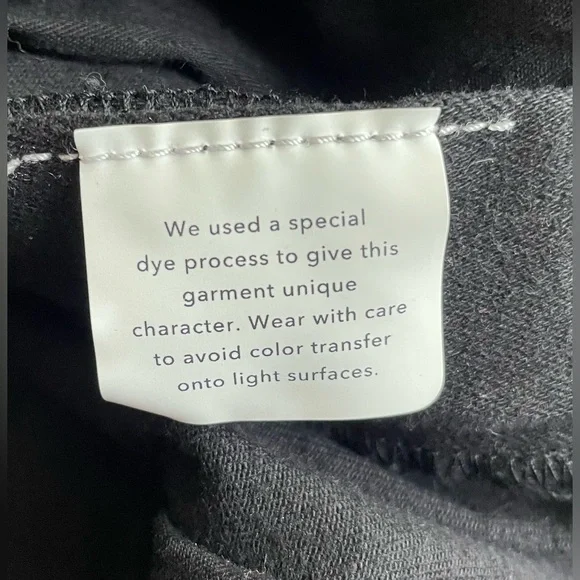 We used a special
dye process to give this
garment unique
character. Wear with care
to avoid color transfer
onto light surfaces.